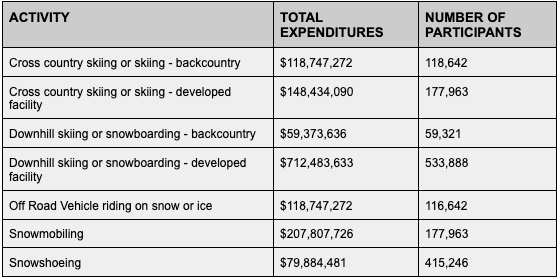 ACTIVITY TOTAL EXPENDITURES NUMBER OF PARTICIPANTS
Cross country skiing or skiing - backcountry $118,747,272 118,642
Cross country skiing or skiing - developed facility $148,434,090 177,963
Downhill skiing or snowboarding - backcountry $59,373,636 59,321
Downhill skiing or snowboarding - developed facility $712,483,633 533,888
Off Road Vehicle riding on snow or ice $118,747,272 116,642
Snowmobiling $207,807,726 177,963
Snowshoeing $79,884,481 415,246